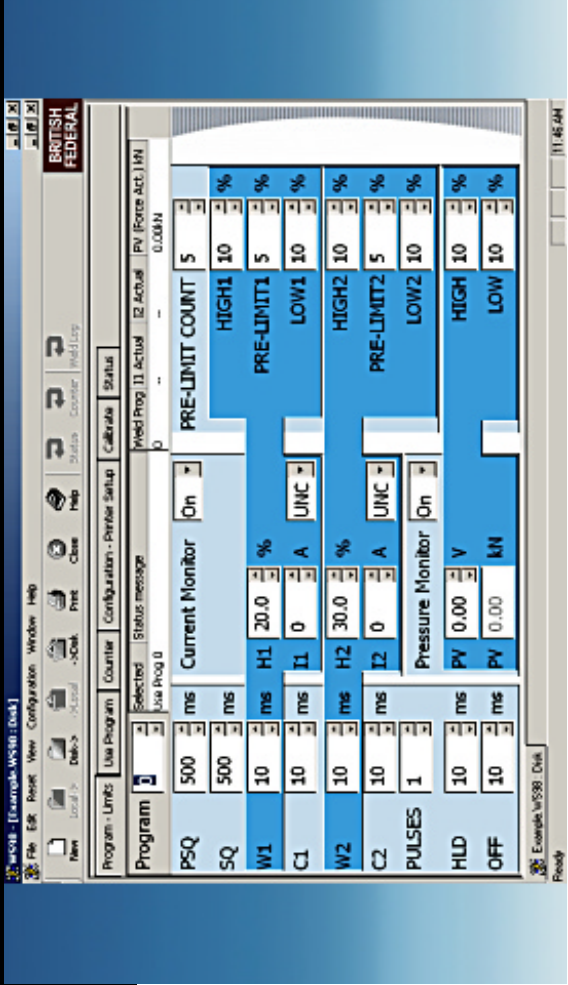 WS98 - [Example.WS98 : Disk]
File Edit Reset View Configuration Window Help
New Local-> Disk-> ->Local ->Disk Print Close Help Status Counter Weld Log
BRITISH
FEDERAL
Program - Limits Use Program Counter Configuration - Printer Setup Calibrate Status
Program 0
Selected Status message Weld Prog I1 Actual I2 Actual PV (Force Act.) kN
Use Prog 0 0 -- -- 0.00kN
PSQ 500 ms Current Monitor On PRE-LIMIT COUNT 5
SQ 500 ms HIGH1 10 %
W1 10 ms H1 20.0 % PRE-LIMIT1 5 %
C1 10 ms I1 0 A UNC LOW1 10 %
W2 10 ms H2 30.0 % HIGH2 10 %
C2 10 ms I2 0 A UNC PRE-LIMIT2 5 %
PULSES 1 Pressure Monitor On LOW2 10 %
HLD 10 ms PV 0.00 V HIGH 10 %
OFF 10 ms PV 0.00 kN LOW 10 %
Example.WS98 : Disk
Ready 11:46 AM